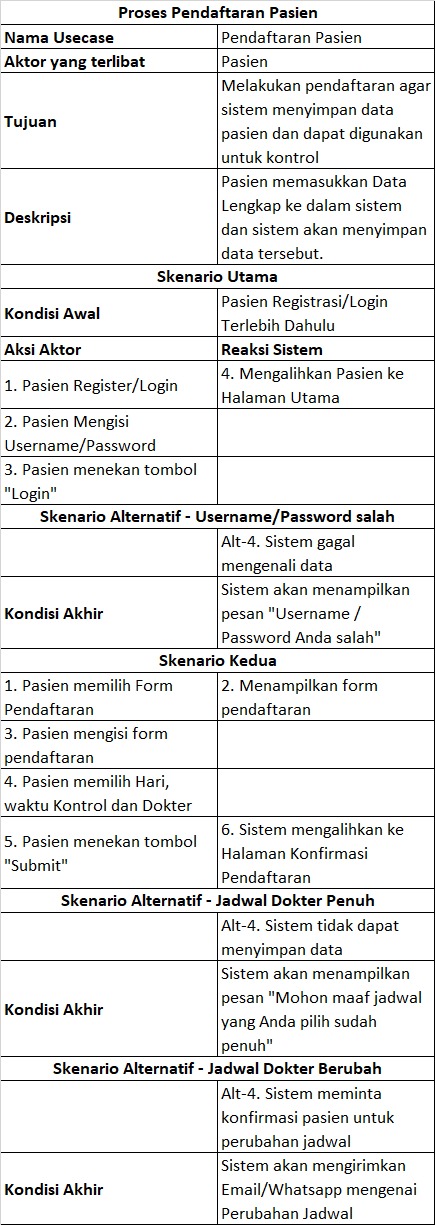 Proses Pendaftaran Pasien
Nama Usecase
Pendaftaran Pasien
Aktor yang terlibat
Pasien
Tujuan
Melakukan pendaftaran agar
sistem menyimpan data
pasien dan dapat digunakan
untuk kontrol
Deskripsi
Pasien memasukkan Data
Lengkap ke dalam sistem
dan sistem akan menyimpan
data tersebut.
Skenario Utama
Kondisi Awal
Pasien Registrasi/Login
Terlebih Dahulu
Aksi Aktor
Reaksi Sistem
1. Pasien Register/Login
4. Mengalihkan Pasien ke
Halaman Utama
2. Pasien Mengisi
Username/Password
3. Pasien menekan tombol
"Login"
Skenario Alternatif - Username/Password salah
Alt-4. Sistem gagal
mengenali data
Kondisi Akhir
Sistem akan menampilkan
pesan "Username /
Password Anda salah"
Skenario Kedua
1. Pasien memilih Form
Pendaftaran
2. Menampilkan form
pendaftaran
3. Pasien mengisi form
pendaftaran
4. Pasien memilih Hari,
waktu Kontrol dan Dokter
5. Pasien menekan tombol
"Submit"
6. Sistem mengalihkan ke
Halaman Konfirmasi
Pendaftaran
Skenario Alternatif - Jadwal Dokter Penuh
Alt-4. Sistem tidak dapat
menyimpan data
Kondisi Akhir
Sistem akan menampilkan
pesan "Mohon maaf jadwal
yang Anda pilih sudah
penuh"
Skenario Alternatif - Jadwal Dokter Berubah
Alt-4. Sistem meminta
konfirmasi pasien untuk
perubahan jadwal
Kondisi Akhir
Sistem akan mengirimkan
Email/Whatsapp mengenai
Perubahan Jadwal